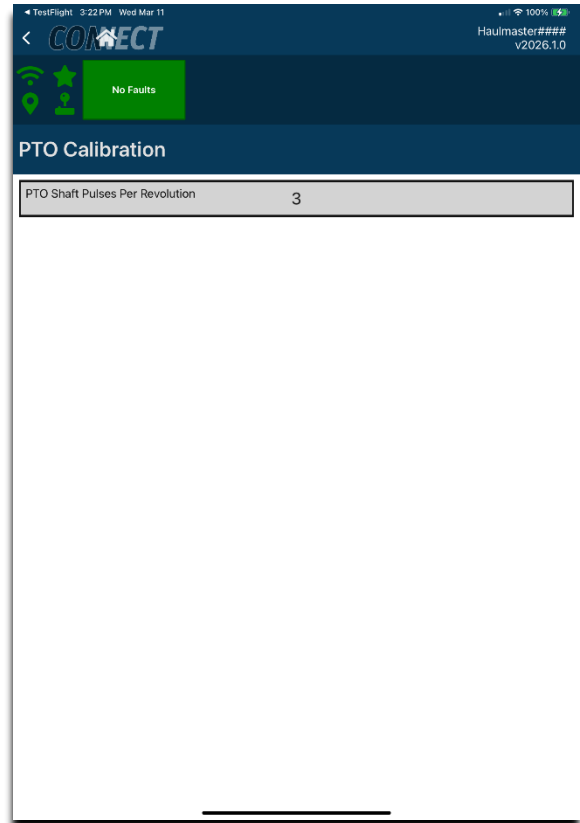 ◄ TestFlight 3:22 PM Wed Mar 11
100%
CONNECT
Haulmaster####
v2026.1.0
No Faults
PTO Calibration
PTO Shaft Pulses Per Revolution 3